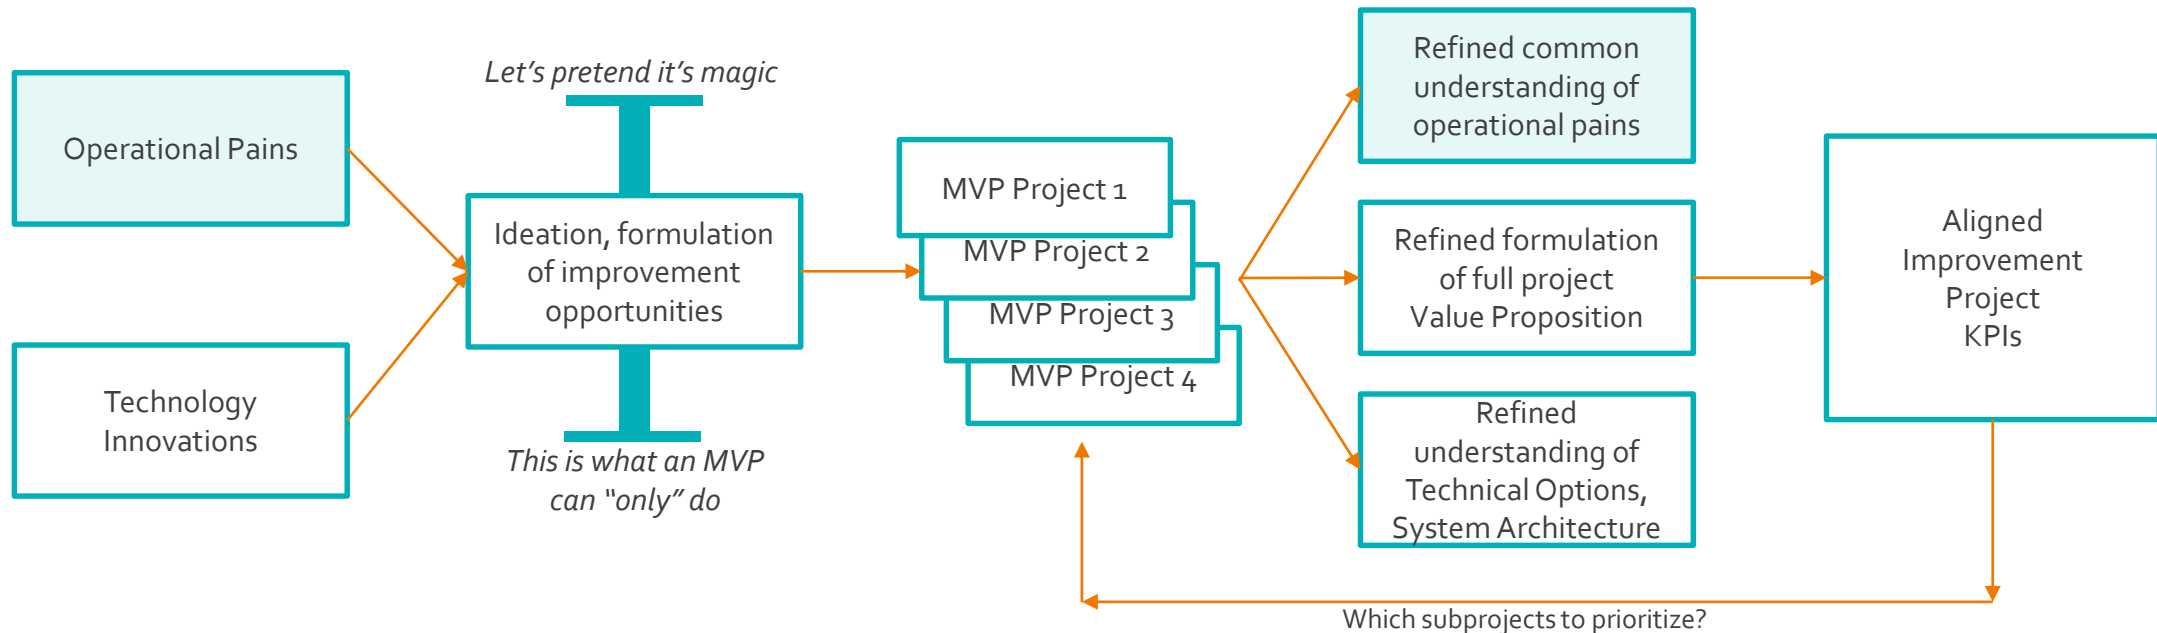 Operational Pains
Technology
Innovations
Let's pretend it's magic
Ideation, formulation
of improvement
opportunities
This is what an MVP
can “only” do
MVP Project 1
MVP Project 2
MVP Project 3
MVP Project 4
Refined common
understanding of
operational pains
Refined formulation
of full project
Value Proposition
Refined
understanding of
Technical Options,
System Architecture
Aligned
Improvement
Project
KPIs
Which subprojects to prioritize?